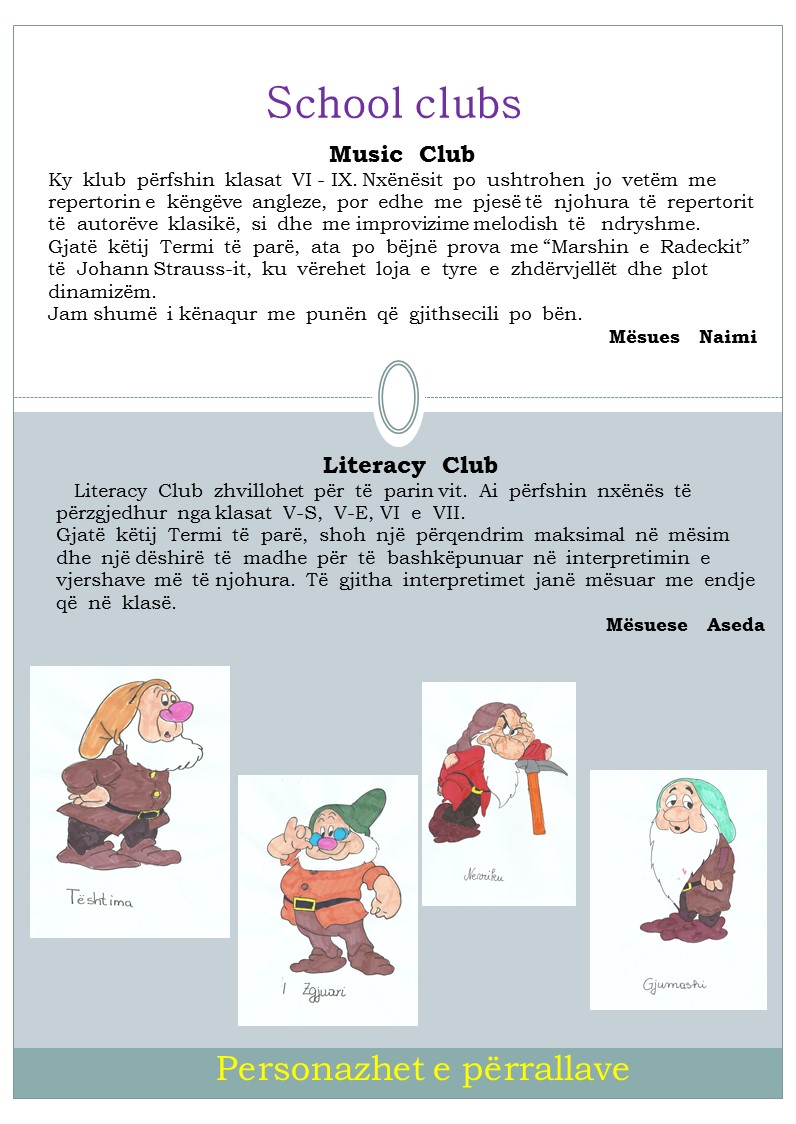 School clubs
Music Club
Ky klub përfshin klasat VI - IX. Nxënësit po ushtrohen jo vetëm me
repertorin e këngëve angleze, por edhe me pjesë të njohura të repertorit
të autorëve klasikë, si dhe me improvizime melodish të ndryshme.
Gjatë këtij Termi të parë, ata po bëjnë prova me “Marshin e Radeckit”
të Johann Strauss-it, ku vërehet loja e tyre e zhdërvjellët dhe plot
dinamizëm.
Jam shumë i kënaqur me punën që gjithsecili po bën.
Mësues Naimi
Literacy Club
Literacy Club zhvillohet për të parin vit. Ai përfshin nxënës të
përzgjedhur nga klasat V-S, V-E, VI e VII.
Gjatë këtij Termi të parë, shoh një përqendrim maksimal në mësim
dhe një dëshirë të madhe për të bashkëpunuar në interpretimin e
vjershave më të njohura. Të gjitha interpretimet janë mësuar me endje
që në klasë.
Mësuese Aseda
Tështima
I Zgjuari
Nevriku
Gjumashi
Personazhet e përrallave